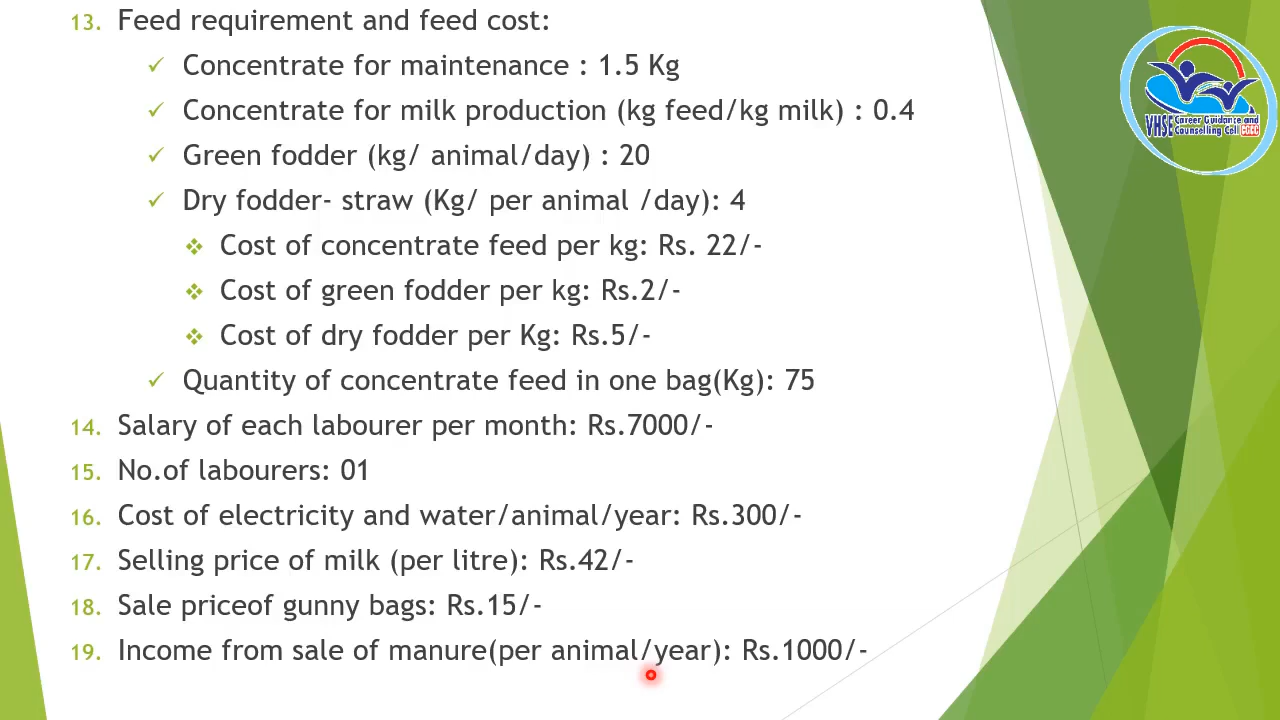 13. Feed requirement and feed cost:
✓ Concentrate for maintenance : 1.5 Kg
✓ Concentrate for milk production (kg feed/kg milk) : 0.4
✓ Green fodder (kg/ animal/day) : 20
✓ Dry fodder- straw (Kg/ per animal /day): 4
❖ Cost of concentrate feed per kg: Rs. 22/-
❖ Cost of green fodder per kg: Rs.2/-
❖ Cost of dry fodder per Kg: Rs.5/-
✓ Quantity of concentrate feed in one bag(Kg): 75
14. Salary of each labourer per month: Rs.7000/-
15. No.of labourers: 01
16. Cost of electricity and water/animal/year: Rs.300/-
17. Selling price of milk (per litre): Rs.42/-
18. Sale priceof gunny bags: Rs.15/-
19. Income from sale of manure(per animal/year): Rs.1000/-
VHSE Career Guidance and
Counselling Cell CGCC